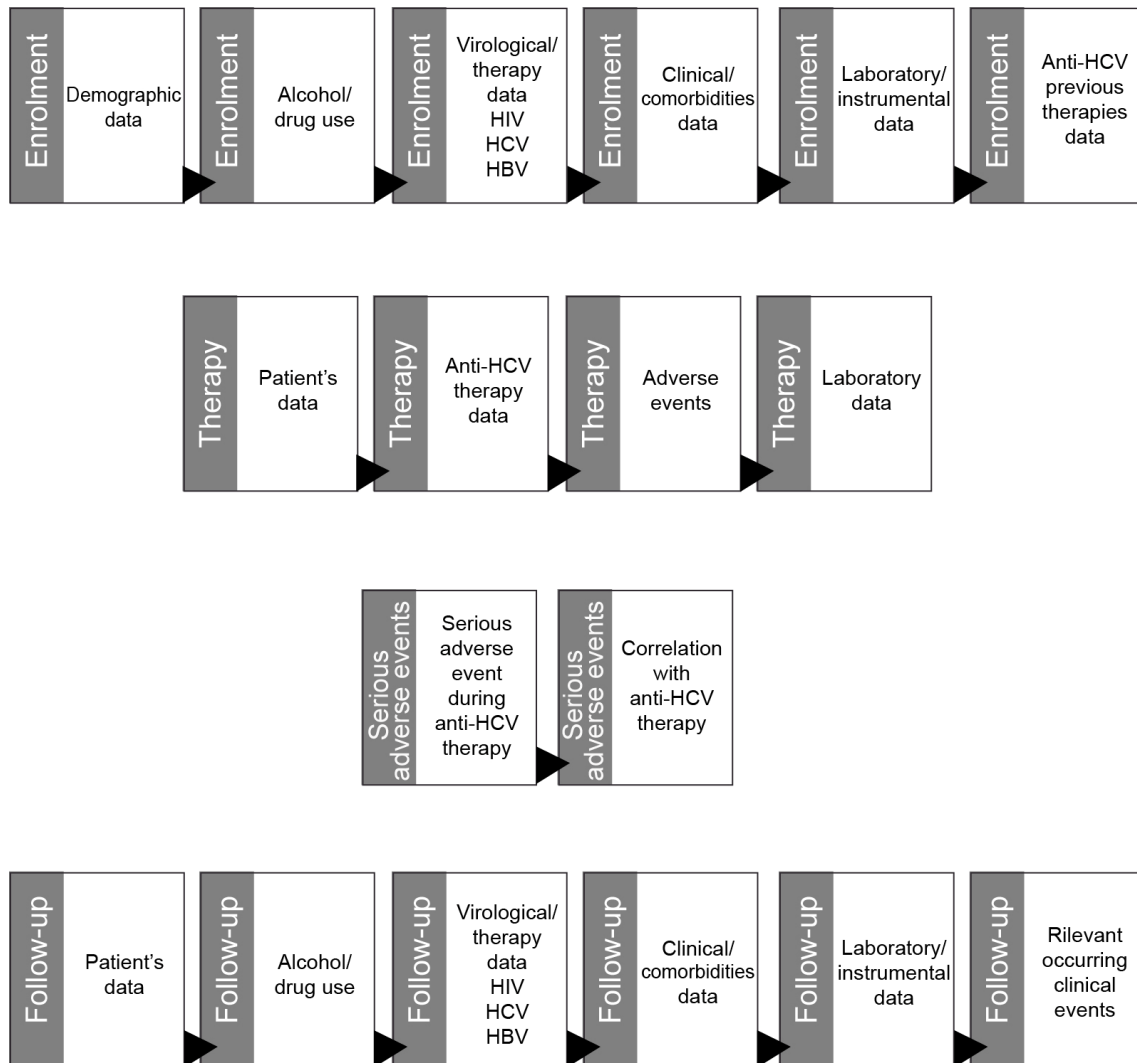 Enrolment
Demographic
data
Enrolment
Alcohol/
drug use
Enrolment
Virological/
therapy
data
HIV
HCV
HBV
Enrolment
Clinical/
comorbidities
data
Enrolment
Laboratory/
instrumental
data
Enrolment
Anti-HCV
previous
therapies
data
Therapy
Patient's
data
Therapy
Anti-HCV
therapy
data
Therapy
Adverse
events
Therapy
Laboratory
data
Serious
adverse events
Serious
adverse
event
during
anti-HCV
therapy
Serious
adverse events
Correlation
with
anti-HCV
therapy
Follow-up
Patient's
data
Follow-up
Alcohol/
drug use
Follow-up
Virological/
therapy
data
HIV
HCV
HBV
Follow-up
Clinical/
comorbidities
data
Follow-up
Laboratory/
instrumental
data
Follow-up
Rilevant
occurring
clinical
events